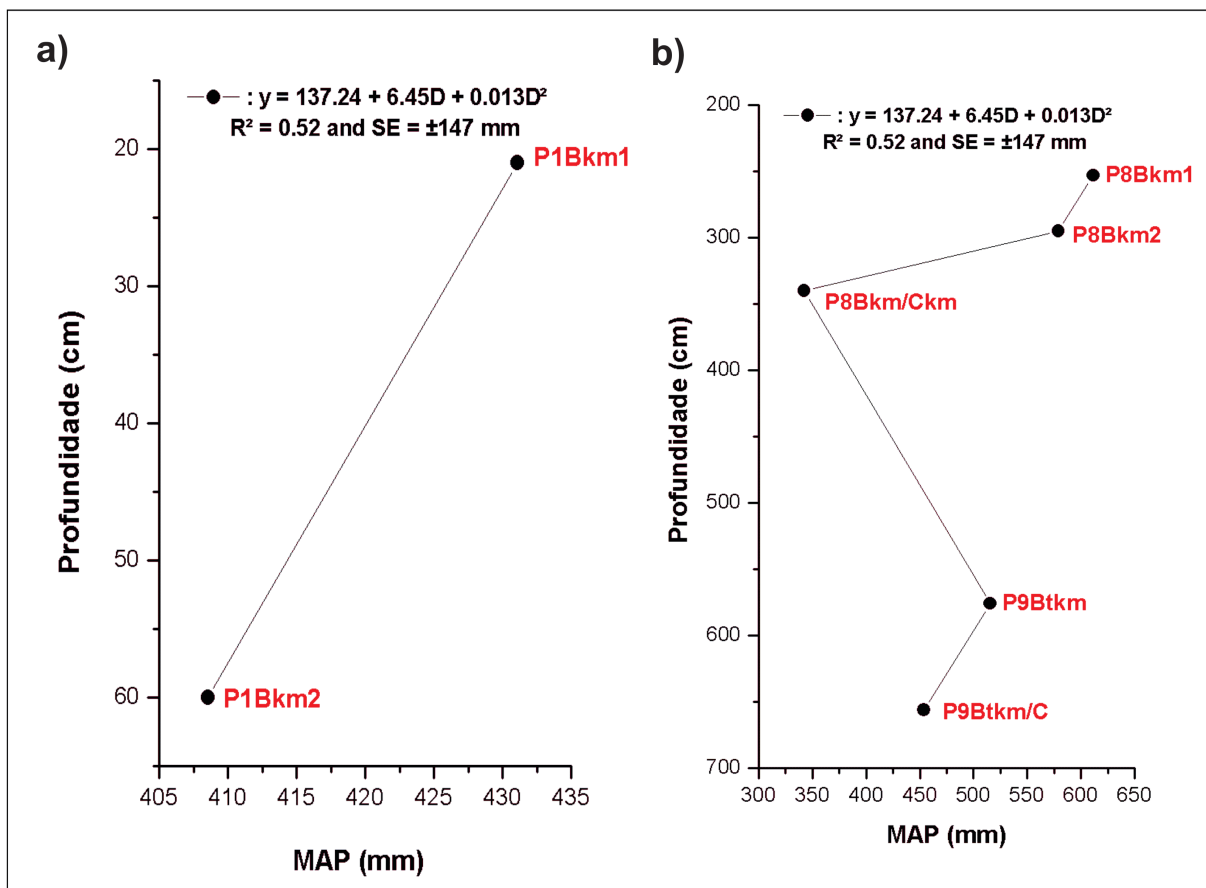 a)
: y = 137.24 + 6.45D + 0.013D²
R² = 0.52 and SE = ±147 mm
20
30
40
50
60
Profundidade (cm)
P1Bkm1
P1Bkm2
405
410
415
420
425
430
435
MAP (mm)
b)
: y = 137.24 + 6.45D + 0.013D²
R² = 0.52 and SE = ±147 mm
200
300
400
500
600
700
Profundidade (cm)
P8Bkm1
P8Bkm2
P8Bkm/Ckm
P9Btkm
P9Btkm/C
300
350
400
450
500
550
600
650
MAP (mm)